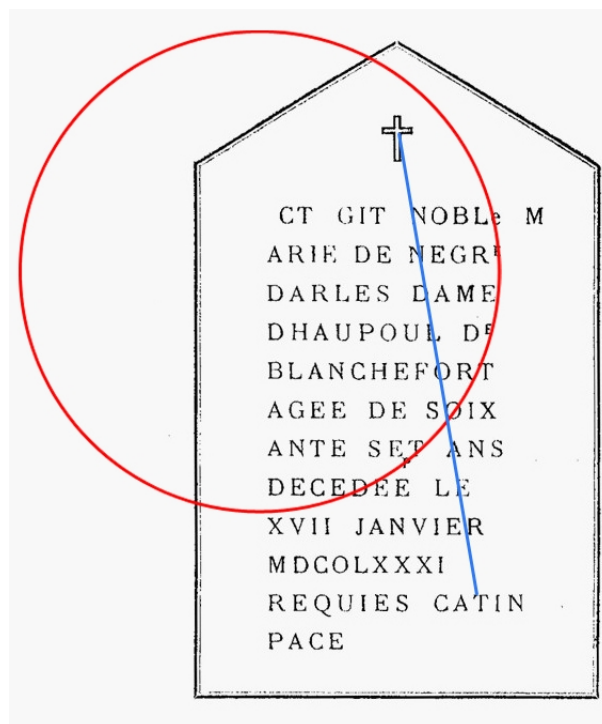 CT GIT NOBLe M
ARIE DE NEGRE
DARLES DAME
DHAUPOUL DE
BLANCHEFORT
AGEE DE SOIX
ANTE SEpT ANS
DECEDEE LE
XVII JANVIER
MDCOLXXXI
REQUIES CATIN
PACE